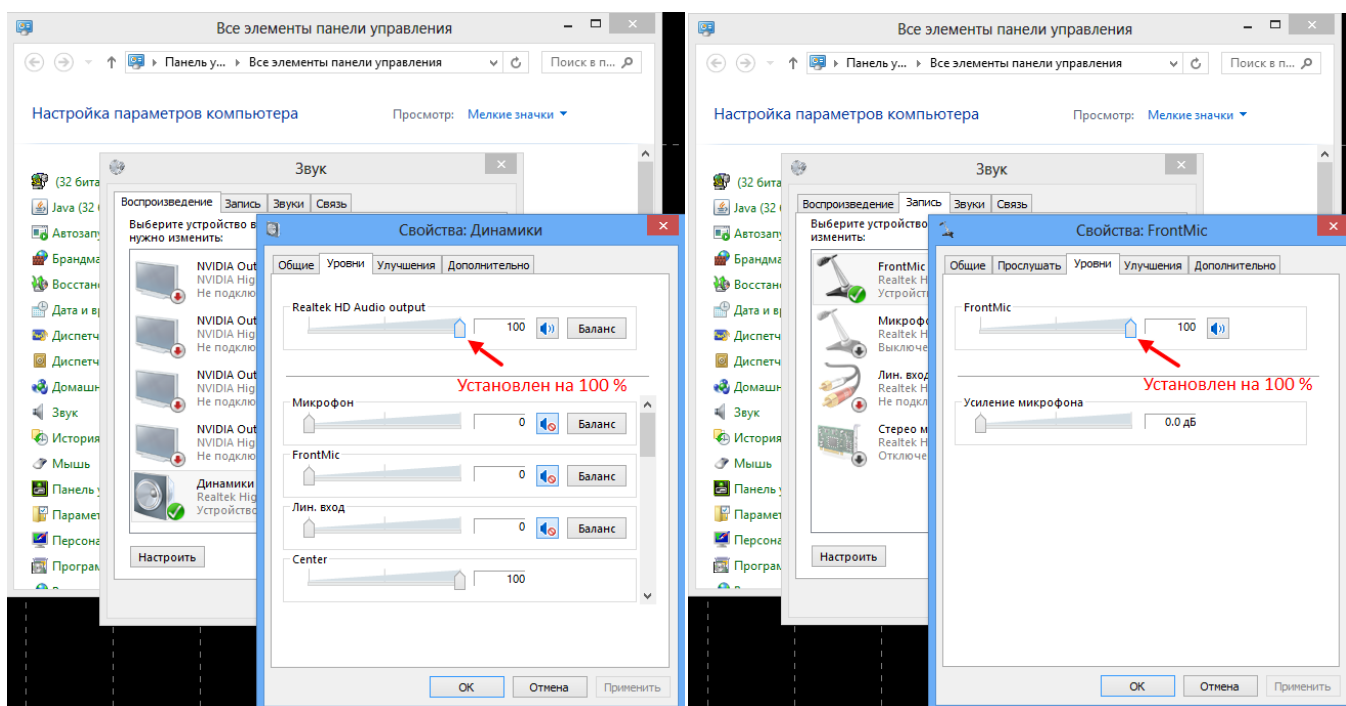 Все элементы панели управления
Панель у... Все элементы панели управления
Поиск в п...
Настройка параметров компьютера
Просмотр: Мелкие значки
(32 бита
Java (32
Автозап
Брандма
Восстан
Дата и в
Диспетч
Диспетч
Домашн
Звук
История
Мышь
Панель
Парамет
Персона
Програм
Звук
Воспроизведение Запись Звуки Связь
Выберите устройство в
нужно изменить:
NVIDIA Out
NVIDIA Hig
Не подклю
NVIDIA Out
NVIDIA Hig
Не подклю
NVIDIA Out
NVIDIA Hig
Не подклю
NVIDIA Out
NVIDIA Hig
Не подклю
Динамики
Realtek Hig
Устройство
Настроить
Свойства: Динамики
Общие Уровни Улучшения Дополнительно
Realtek HD Audio output
100 Баланс
Установлен на 100 %
Микрофон
0 Баланс
FrontMic
0 Баланс
Лин. вход
0 Баланс
Center
100
OK Отмена Применить
Все элементы панели управления
Панель у... Все элементы панели управления
Поиск в п...
Настройка параметров компьютера
Просмотр: Мелкие значки
(32 бита
Java (32
Автозап
Брандма
Восстан
Дата и в
Диспетч
Диспетч
Домашн
Звук
История
Мышь
Панель
Парамет
Персона
Програм
Звук
Воспроизведение Запись Звуки Связь
Выберите устройство
изменить:
FrontMic
Realtek H
Устройст
Микрофо
Realtek H
Выключе
Лин. вход
Realtek H
Не подкл
Стерео м
Realtek H
Отключе
Настроить
Свойства: FrontMic
Общие Прослушать Уровни Улучшения Дополнительно
FrontMic
100
Установлен на 100 %
Усиление микрофона
0.0 дБ
OK Отмена Применить